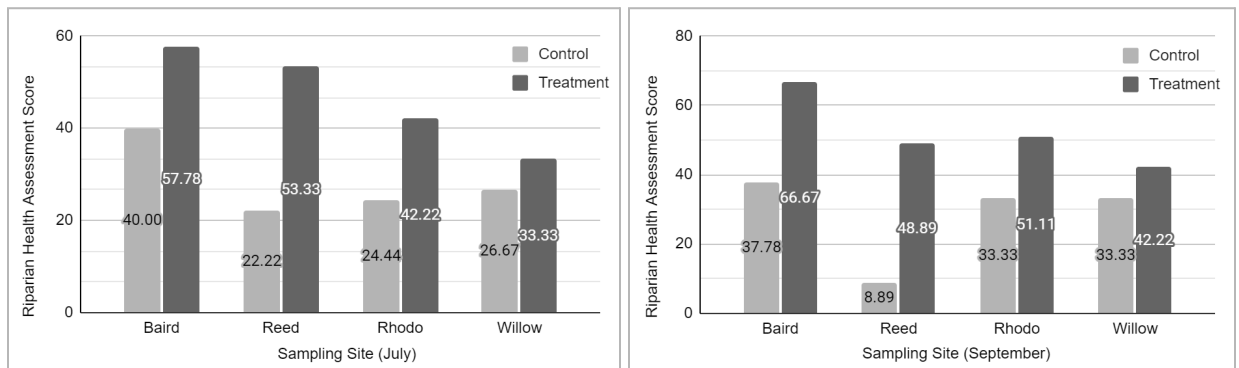 60
40
20
0
Riparian Health Assessment Score
Control
Treatment
40.00
57.78
22.22
53.33
24.44
42.22
26.67
33.33
Baird
Reed
Rhodo
Willow
Sampling Site (July)
80
60
40
20
0
Riparian Health Assessment Score
Control
Treatment
37.78
66.67
8.89
48.89
33.33
51.11
33.33
42.22
Baird
Reed
Rhodo
Willow
Sampling Site (September)